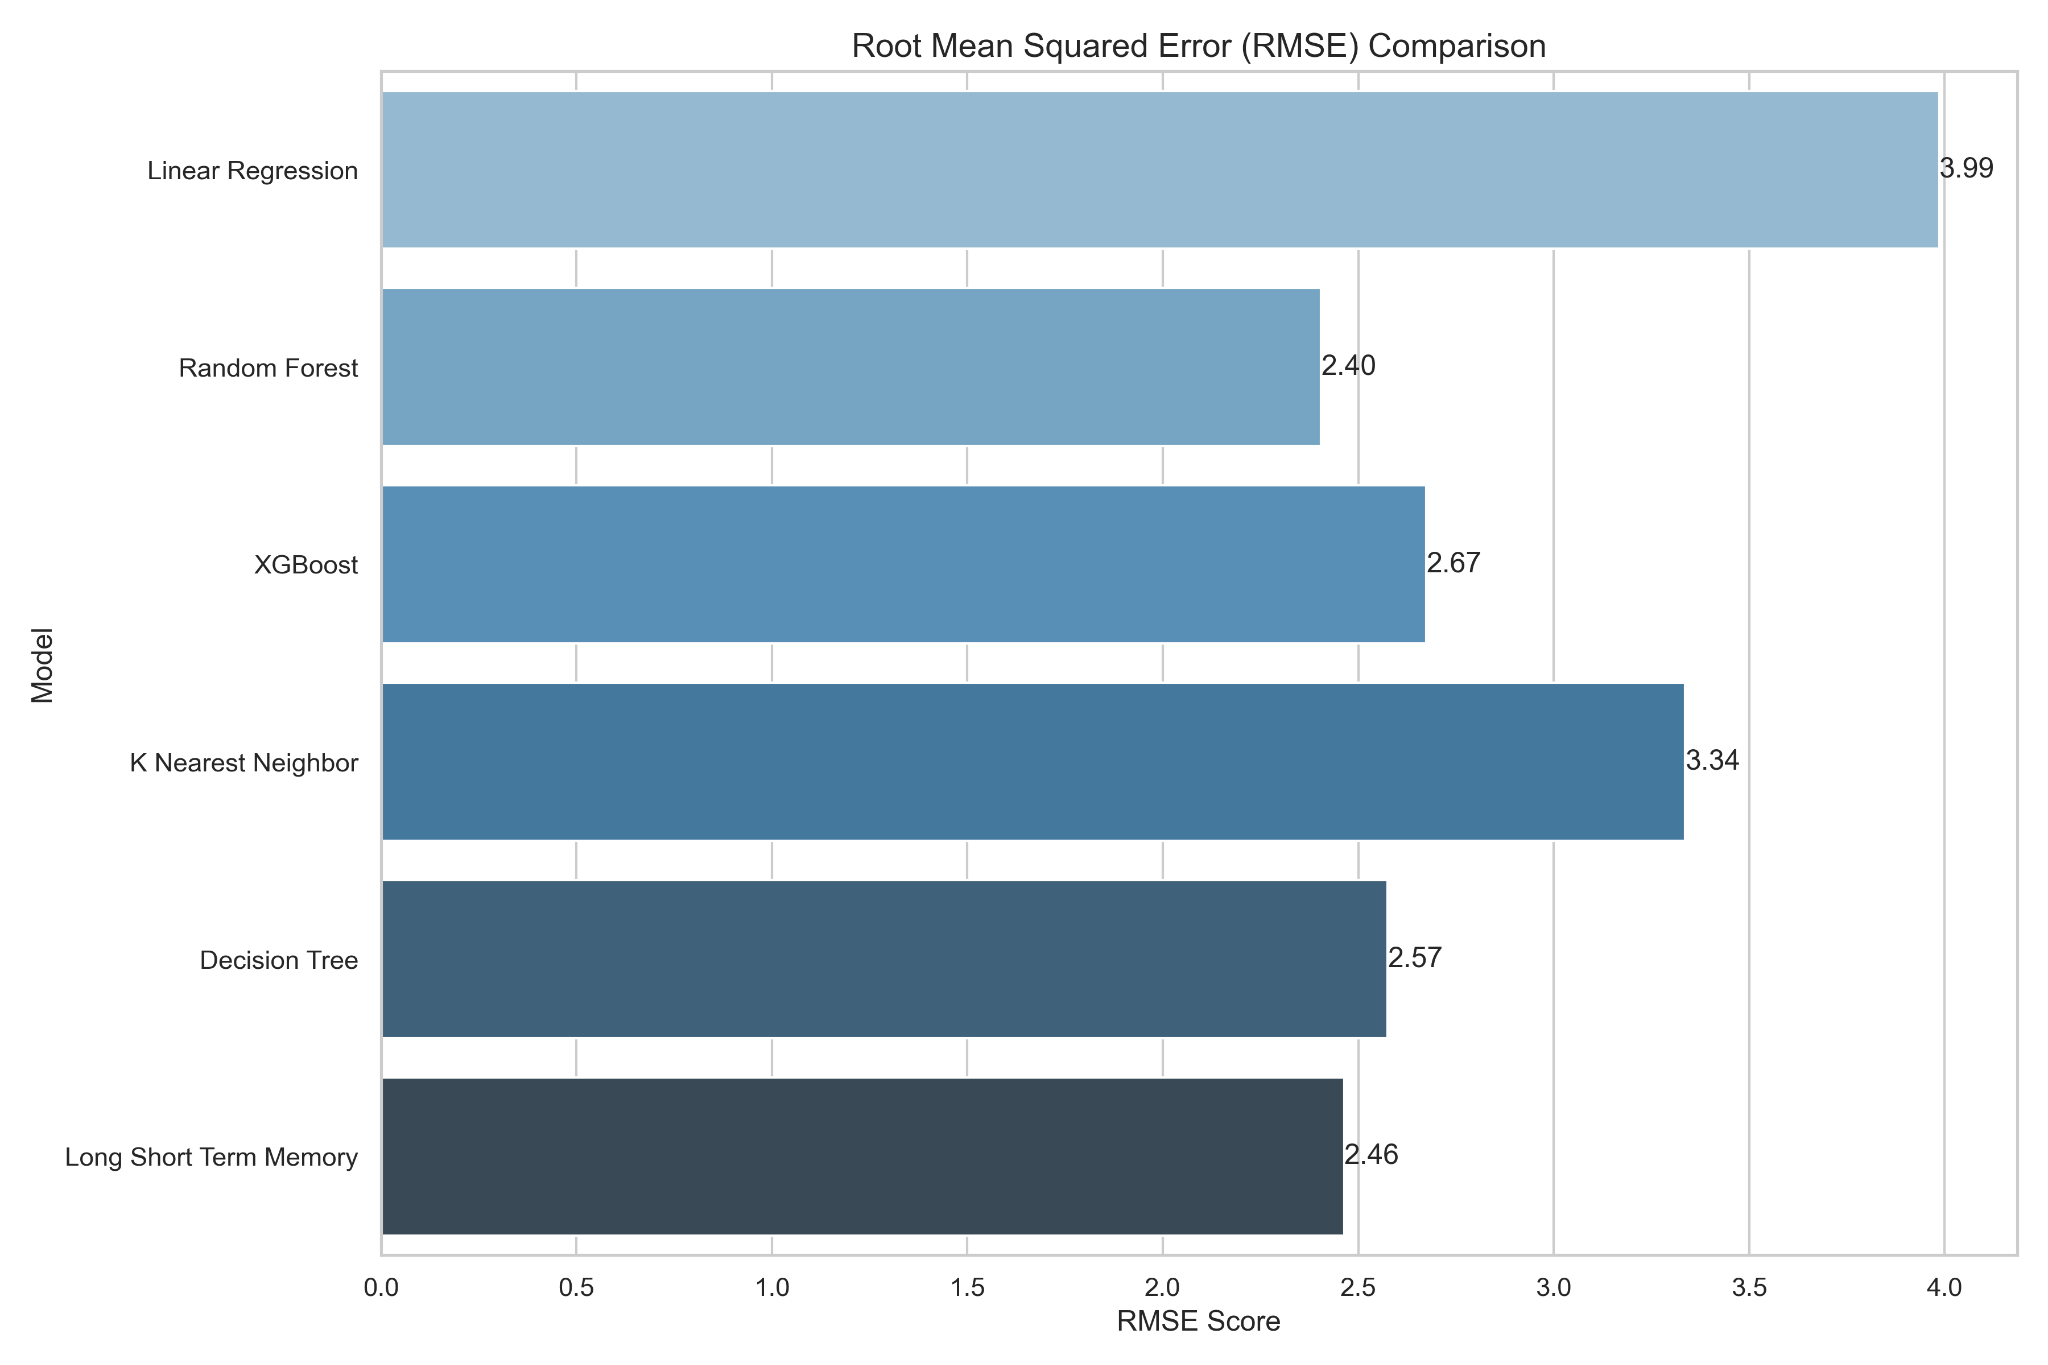 Root Mean Squared Error (RMSE) Comparison
Linear Regression
3.99
Random Forest
2.40
XGBoost
2.67
Model
K Nearest Neighbor
3.34
Decision Tree
2.57
Long Short Term Memory
2.46
0.0 0.5 1.0 1.5 2.0 2.5 3.0 3.5 4.0
RMSE Score